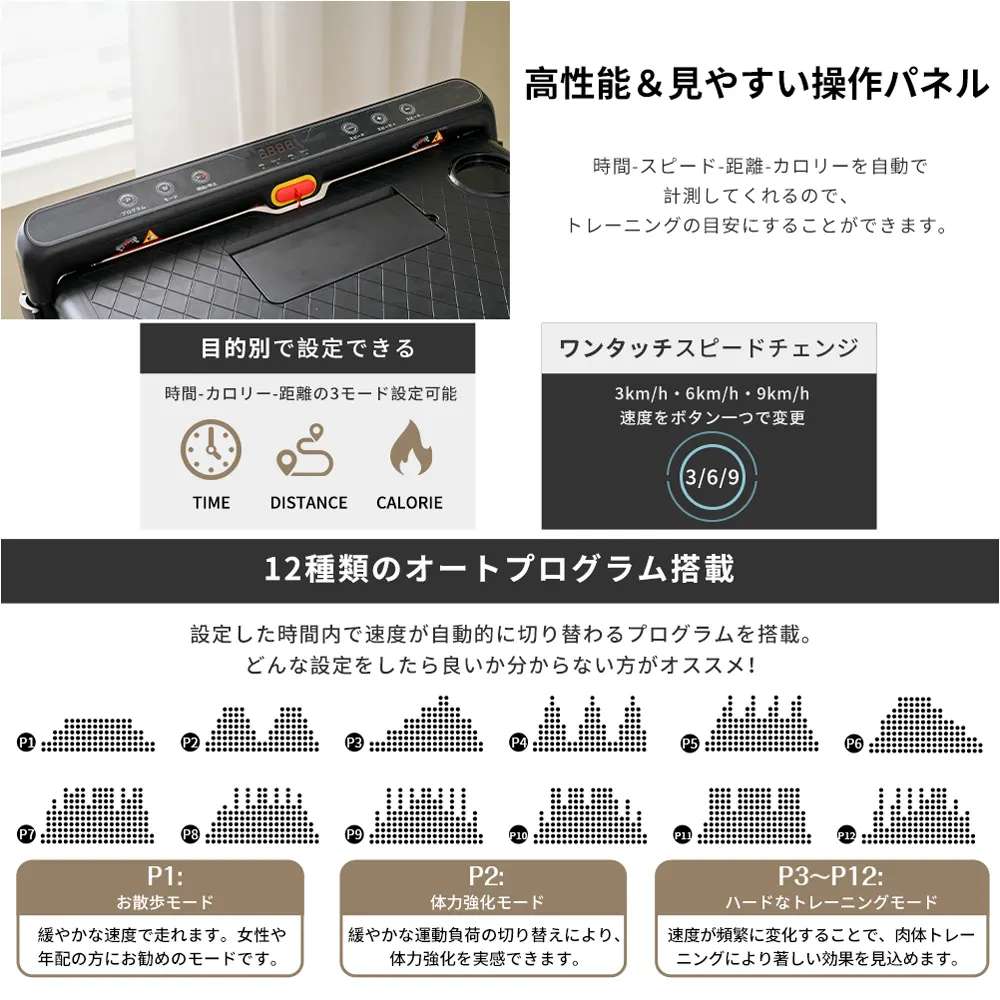 高性能＆見やすい操作パネル
時間-スピード-距離-カロリーを自動で
計測してくれるので、
トレーニングの目安にすることができます。
プログラム
モード
スピード
目的別で設定できる
時間-カロリー-距離の3モード設定可能
TIME
DISTANCE
CALORIE
ワンタッチスピードチェンジ
3km/h・6km/h・9km/h
速度をボタン一つで変更
3/6/9
12種類のオートプログラム搭載
設定した時間内で速度が自動的に切り替わるプログラムを搭載。
どんな設定をしたら良いか分からない方がオススメ！
P1
P2
P3
P4
P5
P6
P7
P8
P9
P10
P11
P12
P1:
お散歩モード
緩やかな速度で走れます。女性や
年配の方にお勧めのモードです。
P2:
体力強化モード
緩やかな運動負荷の切り替えにより、
体力強化を実感できます。
P3～P12:
ハードなトレーニングモード
速度が頻繁に変化することで、肉体トレー
ニングにより著しい効果を見込めます。